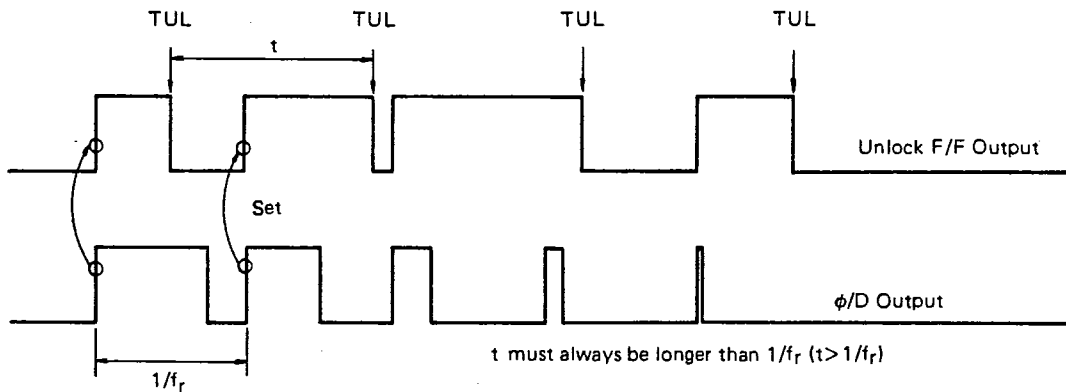 TUL TUL TUL TUL
t
Unlock F/F Output
Set
ϕ/D Output
t must always be longer than 1/fr (t > 1/fr)
1/fr